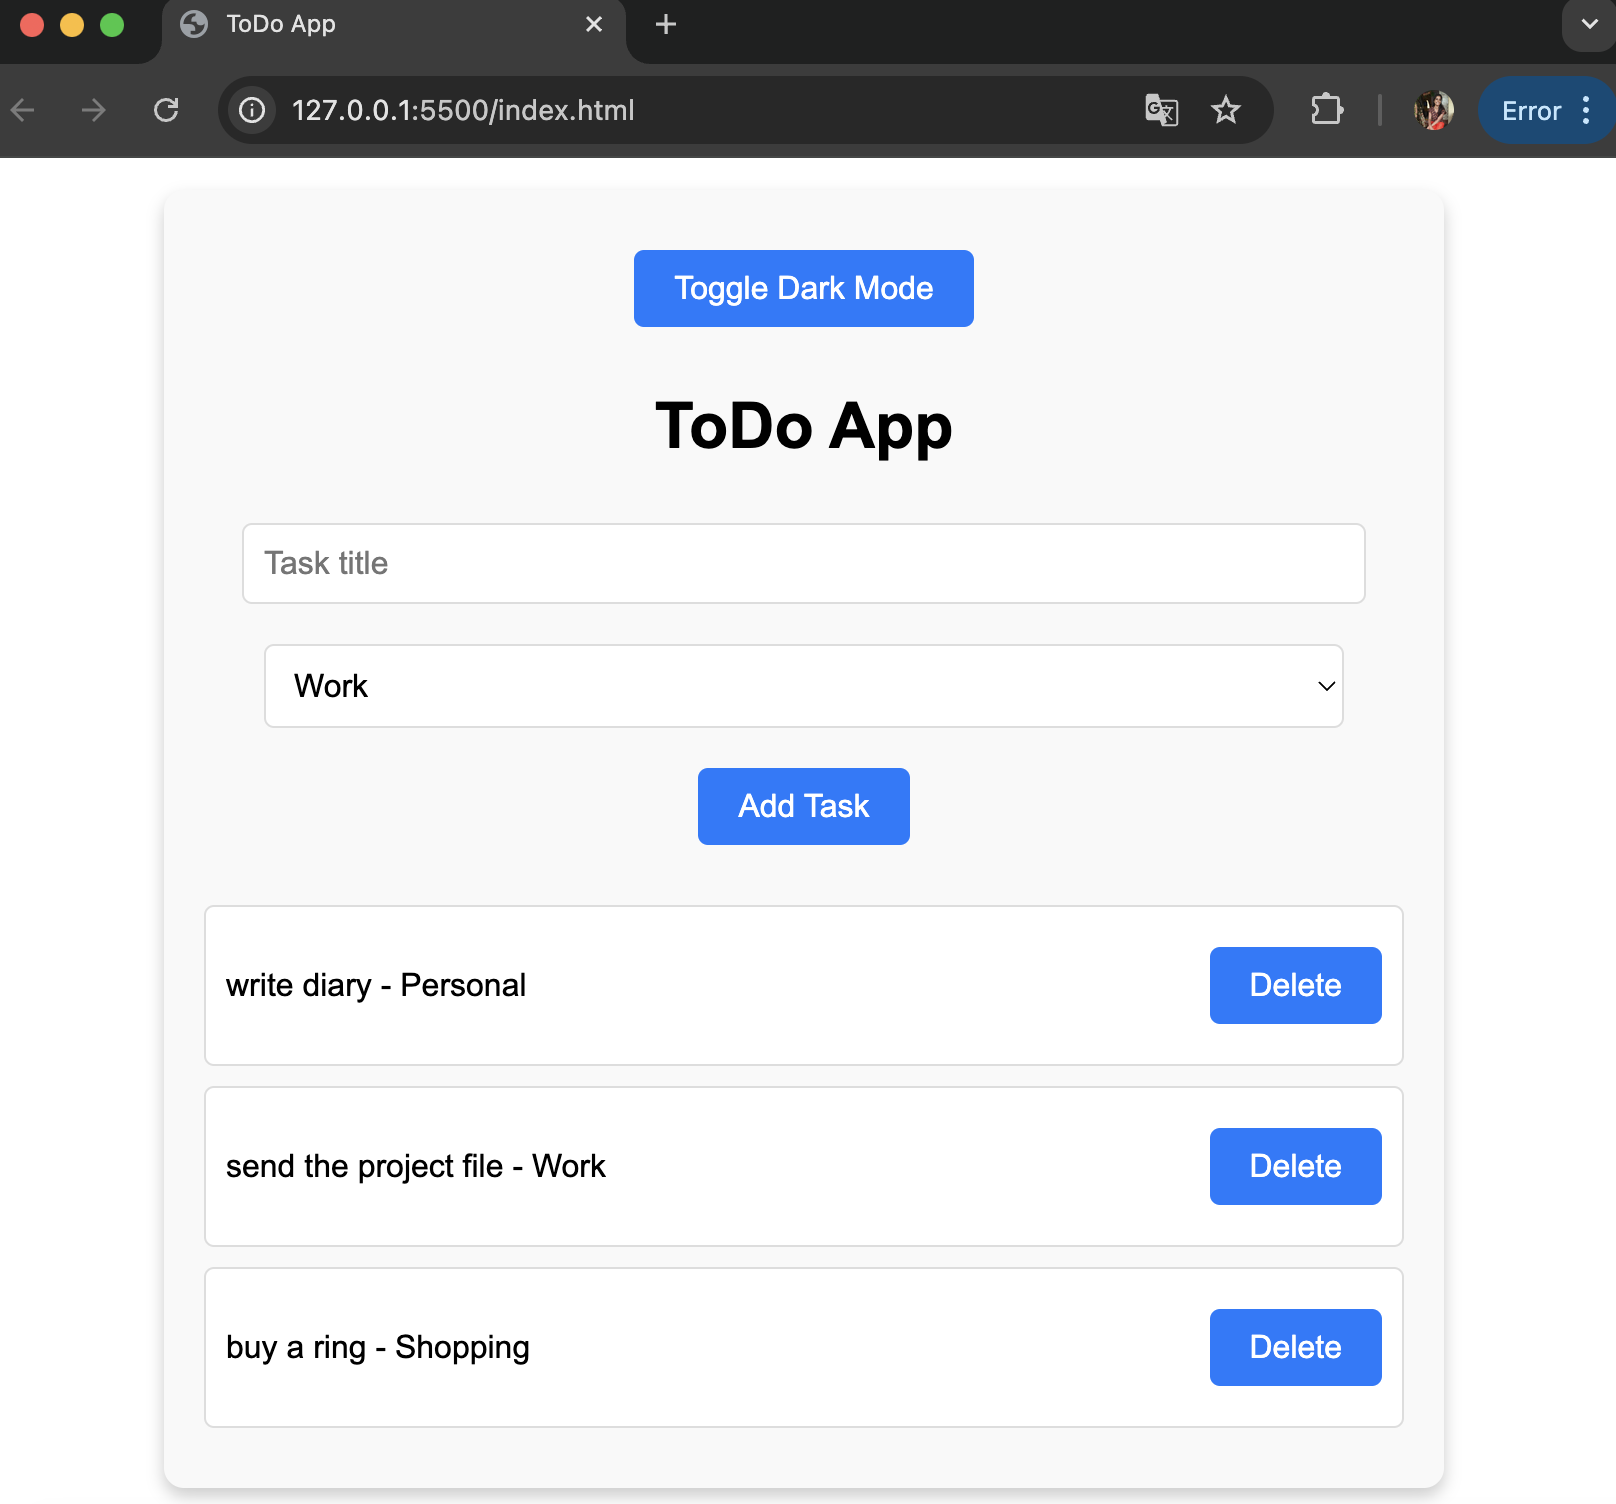 ToDo App
127.0.0.1:5500/index.html
Error
Toggle Dark Mode
ToDo App
Task title
Work
Add Task
write diary - Personal
Delete
send the project file - Work
Delete
buy a ring - Shopping
Delete